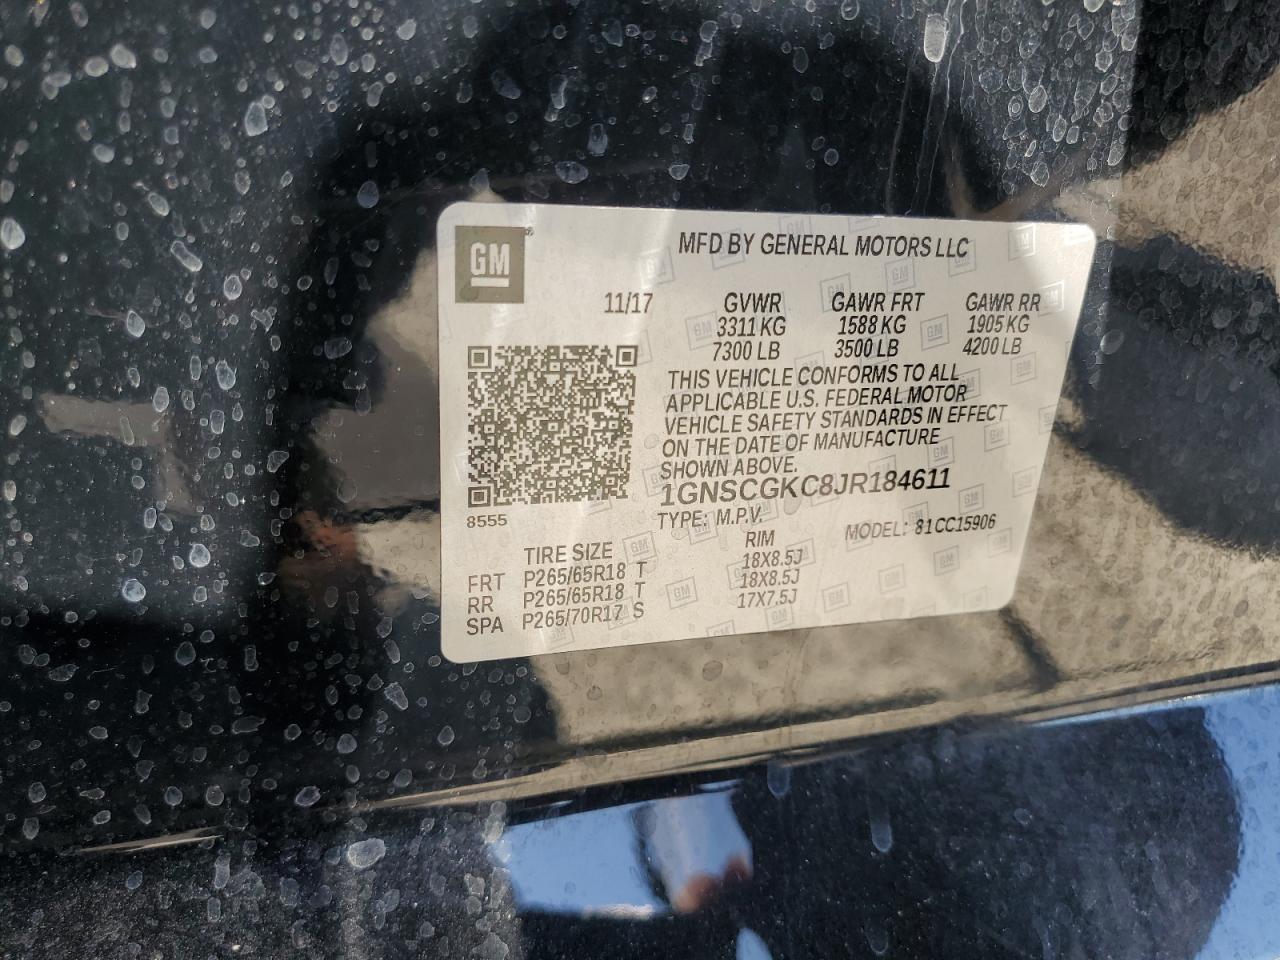 GM
MFD BY GENERAL MOTORS LLC
11/17 GVWR GAWR FRT GAWR RR
3311 KG 1588 KG 1905 KG
7300 LB 3500 LB 4200 LB
THIS VEHICLE CONFORMS TO ALL
APPLICABLE U.S. FEDERAL MOTOR
VEHICLE SAFETY STANDARDS IN EFFECT
ON THE DATE OF MANUFACTURE
SHOWN ABOVE.
1GNSCGKC8JR184611
8555
TYPE: M.P.V. MODEL: 81CC15906
TIRE SIZE RIM
FRT P265/65R18 T 18X8.5J
RR P265/65R18 T 18X8.5J
SPA P265/70R17 S 17X7.5J